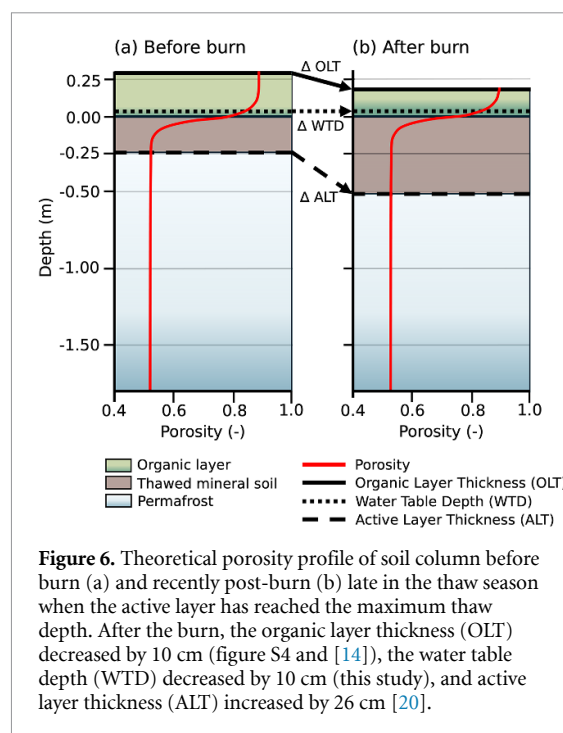 (a) Before burn
(b) After burn
Δ OLT
Δ WTD
Δ ALT
0.25
0.00
-0.25
-0.50
-1.00
-1.50
Depth (m)
0.4 0.6 0.8 1.0
0.4 0.6 0.8 1.0
Porosity (-)
Porosity (-)
Organic layer
Thawed mineral soil
Permafrost
Porosity
Organic Layer Thickness (OLT)
Water Table Depth (WTD)
Active Layer Thickness (ALT)
Figure 6. Theoretical porosity profile of soil column before
burn (a) and recently post-burn (b) late in the thaw season
when the active layer has reached the maximum thaw
depth. After the burn, the organic layer thickness (OLT)
decreased by 10 cm (figure S4 and [14]), the water table
depth (WTD) decreased by 10 cm (this study), and active
layer thickness (ALT) increased by 26 cm [20].